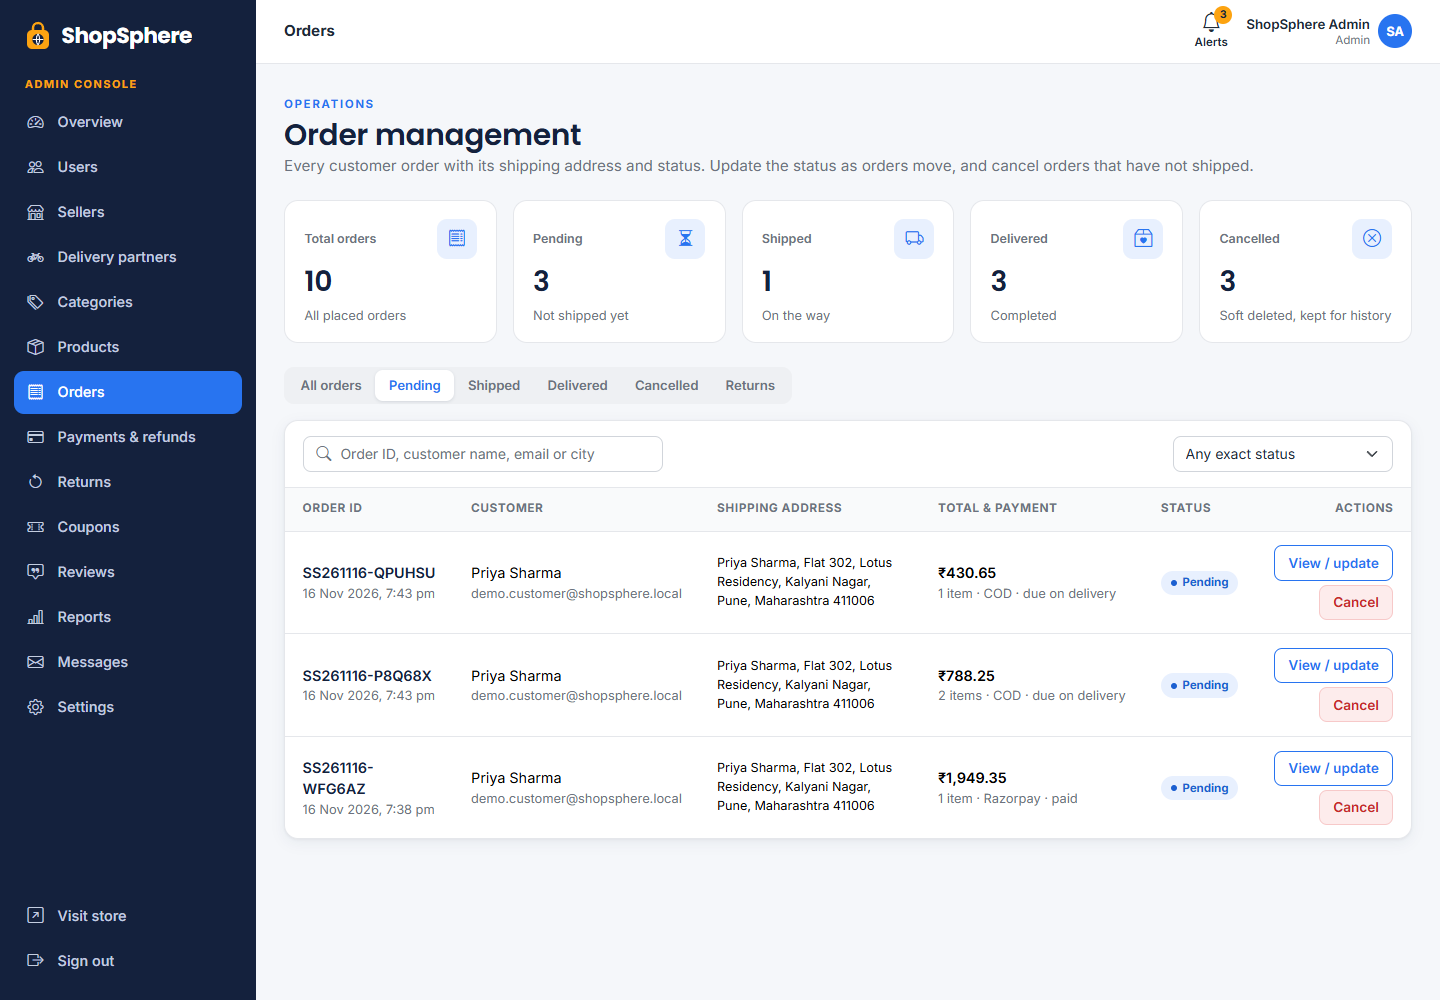 ShopSphere
ADMIN CONSOLE
Overview
Users
Sellers
Delivery partners
Categories
Products
Orders
Payments & refunds
Returns
Coupons
Reviews
Reports
Messages
Settings
Visit store
Sign out
Orders
3
Alerts
ShopSphere Admin
Admin
SA
OPERATIONS
Order management
Every customer order with its shipping address and status. Update the status as orders move, and cancel orders that have not shipped.
Total orders
10
All placed orders
Pending
3
Not shipped yet
Shipped
1
On the way
Delivered
3
Completed
Cancelled
3
Soft deleted, kept for history
All orders Pending Shipped Delivered Cancelled Returns
Order ID, customer name, email or city
Any exact status
ORDER ID CUSTOMER SHIPPING ADDRESS TOTAL & PAYMENT STATUS ACTIONS
SS261116-QPUHSU
16 Nov 2026, 7:43 pm
Priya Sharma
demo.customer@shopsphere.local
Priya Sharma, Flat 302, Lotus
Residency, Kalyani Nagar,
Pune, Maharashtra 411006
₹430.65
1 item · COD · due on delivery
Pending
View / update
Cancel
SS261116-P8Q68X
16 Nov 2026, 7:43 pm
Priya Sharma
demo.customer@shopsphere.local
Priya Sharma, Flat 302, Lotus
Residency, Kalyani Nagar,
Pune, Maharashtra 411006
₹788.25
2 items · COD · due on delivery
Pending
View / update
Cancel
SS261116-
WFG6AZ
16 Nov 2026, 7:38 pm
Priya Sharma
demo.customer@shopsphere.local
Priya Sharma, Flat 302, Lotus
Residency, Kalyani Nagar,
Pune, Maharashtra 411006
₹1,949.35
1 item · Razorpay · paid
Pending
View / update
Cancel